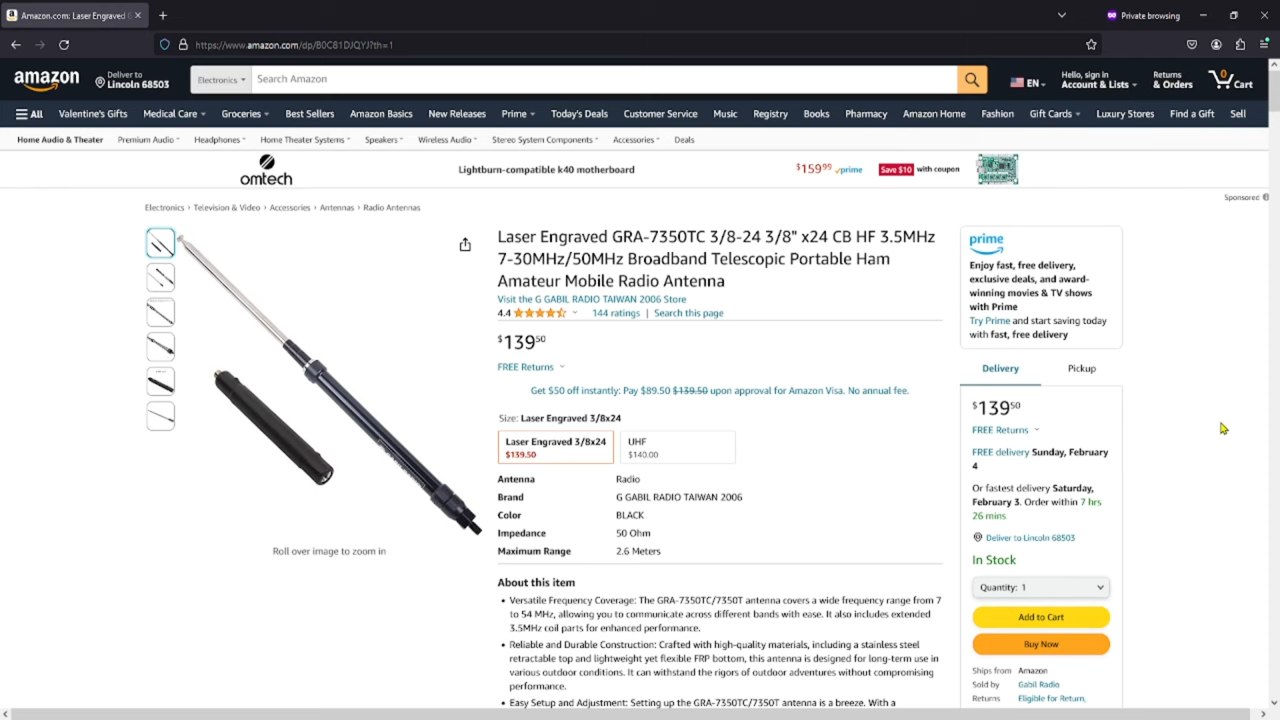 Amazon.com: Laser Engraved G
Private browsing
https://www.amazon.com/dp/B0C81DJQYJ?th=1
amazon
Deliver to
Lincoln 68503
Electronics
Search Amazon
EN
Hello, sign in
Account & Lists
Returns
& Orders
0
Cart
All
Valentine's Day
Medical Care
Groceries
Best Sellers
Amazon Basics
New Releases
Prime
Today's Deals
Customer Service
Music
Registry
Books
Pharmacy
Amazon Home
Fashion
Gift Cards
Luxury Stores
Find a Gift
Sell
Home Audio & Theater
Premium Audio
Headphones
Home Theater Systems
Speakers
Wireless Audio
Stereo System Components
Accessories
Deals
omtech
Lightburn-compatible k40 motherboard
$159.99 prime
Save $10 with coupon
Sponsored
Electronics › Television & Video › Accessories › Antennas › Radio Antennas
Laser Engraved GRA-7350TC 3/8-24 3/8" x24 CB HF 3.5MHz
7-30MHz/50MHz Broadband Telescopic Portable Ham
Amateur Mobile Radio Antenna
Visit the G GABIL RADIO TAIWAN 2006 Store
4.4
144 ratings | Search this page
$139.50
FREE Returns
Get $50 off instantly: Pay $89.50 $139.50 upon approval for Amazon Visa. No annual fee.
Size: Laser Engraved 3/8x24
Laser Engraved 3/8x24
$139.50
UHF
$140.00
Antenna Radio
Brand G GABIL RADIO TAIWAN 2006
Color BLACK
Impedance 50 Ohm
Maximum Range 2.6 Meters
Roll over image to zoom in
About this item
• Versatile Frequency Coverage: The GRA-7350TC/7350T antenna covers a wide frequency range from 7
to 54 MHz, allowing you to communicate across different bands with ease. It also includes extended
3.5MHz coil parts for enhanced performance.
• Reliable and Durable Construction: Crafted with high-quality materials, including a stainless steel
retractable top and lightweight yet flexible FRP bottom, this antenna is designed for long-term use in
various outdoor conditions. It can withstand the rigors of outdoor adventures without compromising
performance.
• Easy Setup and Adjustment: Setting up the GRA-7350TC/7350T antenna is a breeze. With a
prime
Enjoy fast, free delivery,
exclusive deals, and award-
winning movies & TV shows
with Prime
Try Prime and start saving today
with fast, free delivery
Delivery
Pickup
$139.50
FREE Returns
FREE delivery Sunday, February
4
Or fastest delivery Saturday,
February 3. Order within 7 hrs
26 mins
Deliver to Lincoln 68503
In Stock
Quantity: 1
Add to Cart
Buy Now
Ships from Amazon
Sold by Gabil Radio
Returns Eligible for Return,